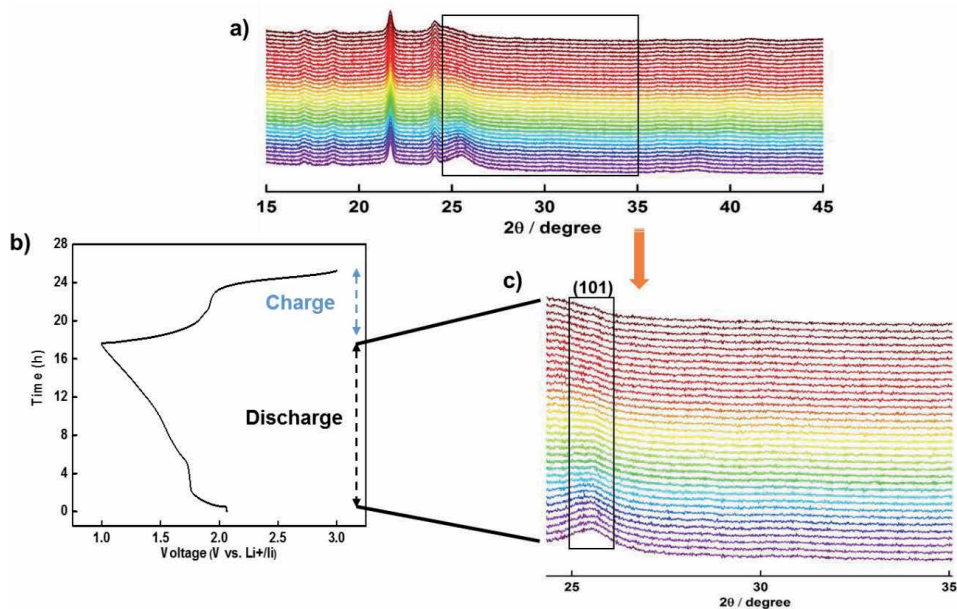 a)
15 20 25 30 35 40 45
2θ / degree
b)
28
24
20
16
12
8
4
0
Time (h)
Charge
Discharge
1.0 1.5 2.0 2.5 3.0
Voltage (V vs. Li+/li)
c)
(101)
25 30 35
2θ / degree